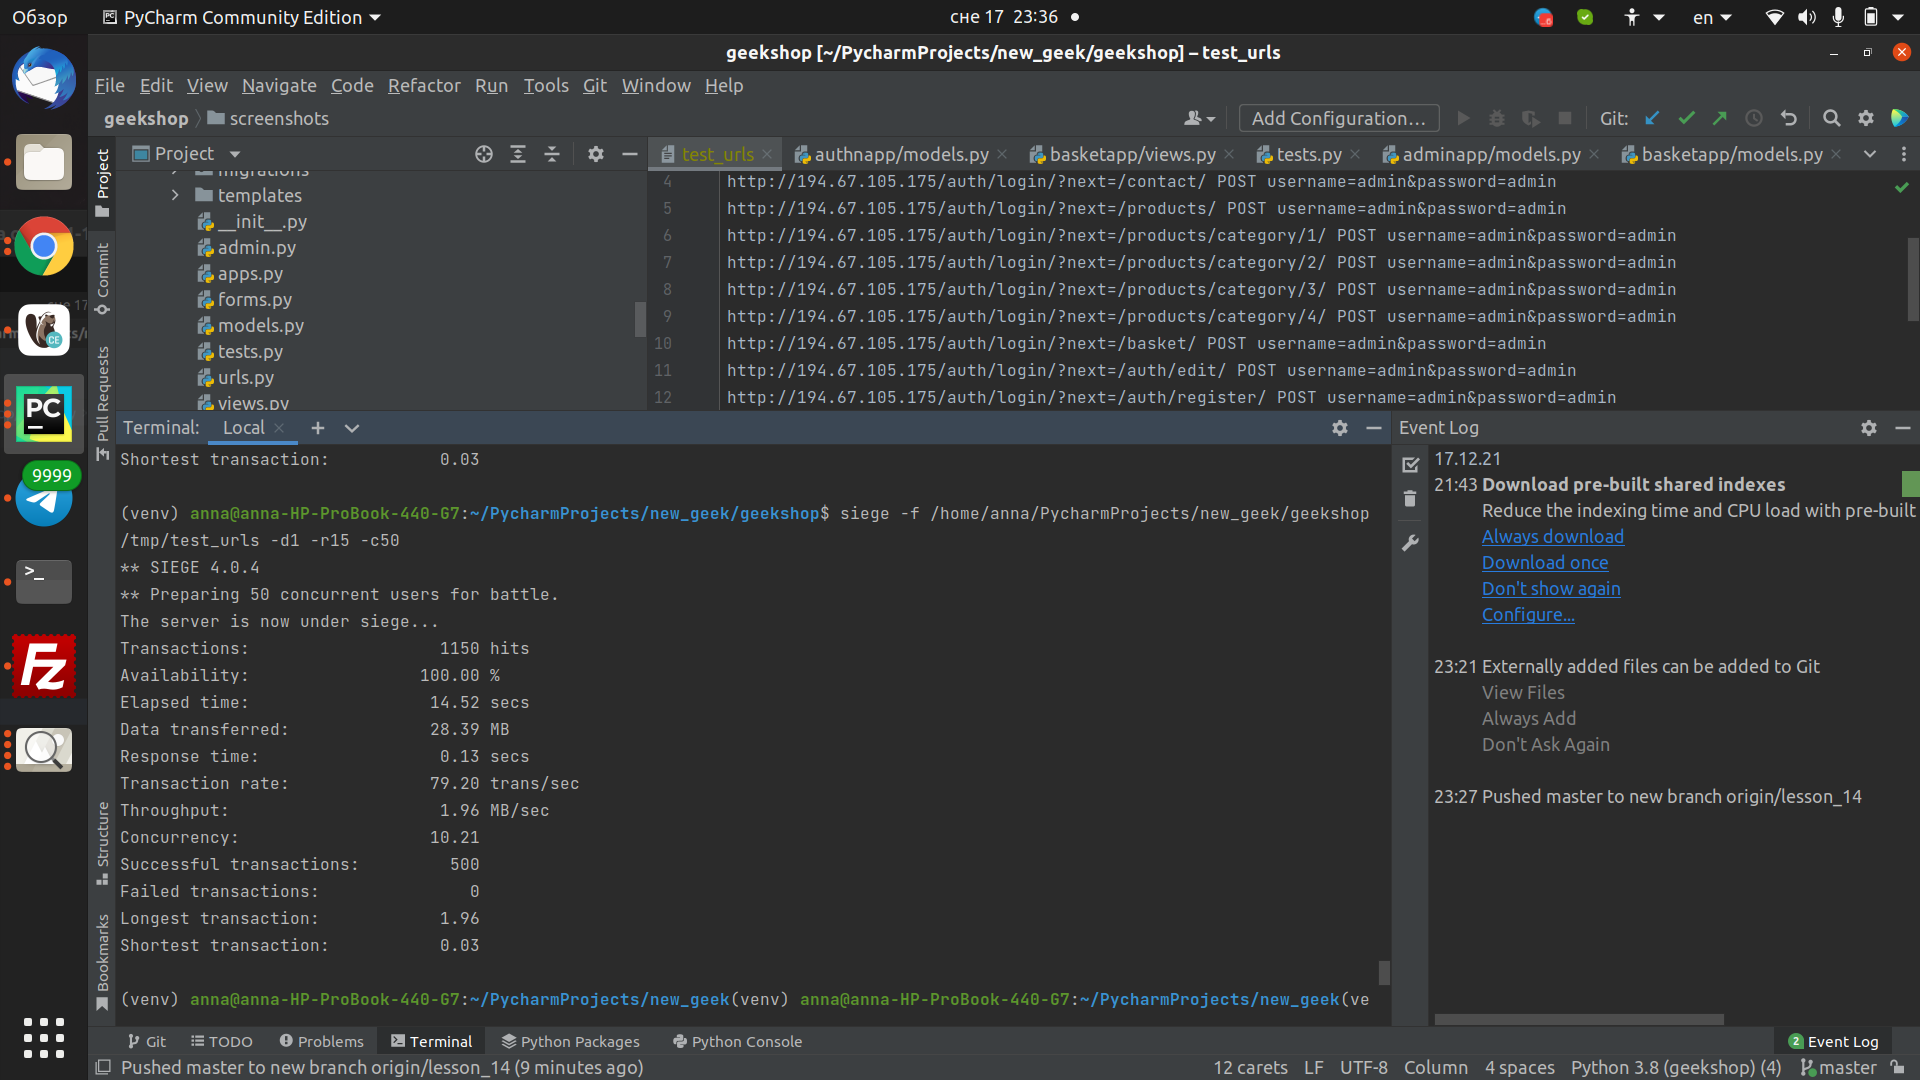 Обзор
PyCharm Community Edition
сне 17 23:36
en
geekshop [~/PycharmProjects/new_geek/geekshop] – test_urls
File Edit View Navigate Code Refactor Run Tools Git Window Help
geekshop screenshots
Add Configuration...
Git:
Project
Project
migrations
templates
__init__.py
admin.py
apps.py
forms.py
models.py
tests.py
urls.py
views.py
Commit
Pull Requests
Structure
Bookmarks
test_urls authnapp/models.py basketapp/views.py tests.py adminapp/models.py basketapp/models.py
4 http://194.67.105.175/auth/login/?next=/contact/ POST username=admin&password=admin
5 http://194.67.105.175/auth/login/?next=/products/ POST username=admin&password=admin
6 http://194.67.105.175/auth/login/?next=/products/category/1/ POST username=admin&password=admin
7 http://194.67.105.175/auth/login/?next=/products/category/2/ POST username=admin&password=admin
8 http://194.67.105.175/auth/login/?next=/products/category/3/ POST username=admin&password=admin
9 http://194.67.105.175/auth/login/?next=/products/category/4/ POST username=admin&password=admin
10 http://194.67.105.175/auth/login/?next=/basket/ POST username=admin&password=admin
11 http://194.67.105.175/auth/login/?next=/auth/edit/ POST username=admin&password=admin
12 http://194.67.105.175/auth/login/?next=/auth/register/ POST username=admin&password=admin
CE
PC
9999
>_
Fz
Terminal: Local
Shortest transaction: 0.03
(venv) anna@anna-HP-ProBook-440-G7:~/PycharmProjects/new_geek/geekshop$ siege -f /home/anna/PycharmProjects/new_geek/geekshop
/tmp/test_urls -d1 -r15 -c50
** SIEGE 4.0.4
** Preparing 50 concurrent users for battle.
The server is now under siege...
Transactions: 1150 hits
Availability: 100.00 %
Elapsed time: 14.52 secs
Data transferred: 28.39 MB
Response time: 0.13 secs
Transaction rate: 79.20 trans/sec
Throughput: 1.96 MB/sec
Concurrency: 10.21
Successful transactions: 500
Failed transactions: 0
Longest transaction: 1.96
Shortest transaction: 0.03
(venv) anna@anna-HP-ProBook-440-G7:~/PycharmProjects/new_geek(venv) anna@anna-HP-ProBook-440-G7:~/PycharmProjects/new_geek(ve
Event Log
17.12.21
21:43 Download pre-built shared indexes
Reduce the indexing time and CPU load with pre-built
Always download
Download once
Don't show again
Configure...
23:21 Externally added files can be added to Git
View Files
Always Add
Don't Ask Again
23:27 Pushed master to new branch origin/lesson_14
Git TODO Problems Terminal Python Packages Python Console
2 Event Log
Pushed master to new branch origin/lesson_14 (9 minutes ago)
12 carets LF UTF-8 Column 4 spaces Python 3.8 (geekshop) (4) master